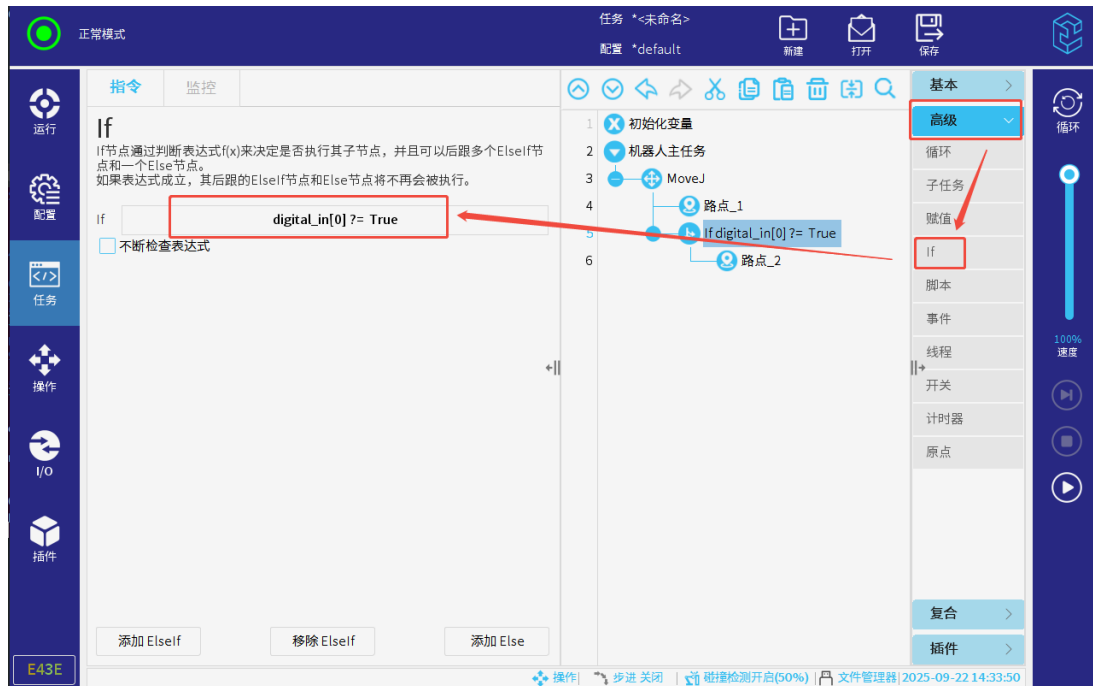 正常模式
任务 *<未命名>
配置 *default
新建
打开
保存
运行
配置
任务
操作
I/O
插件
E43E
指令
监控
If
If节点通过判断表达式f(x)来决定是否执行其子节点，并且可以后跟多个ElseIf节
点和一个Else节点。
如果表达式成立，其后跟的ElseIf节点和Else节点将不再会被执行。
If digital_in[0] ?= True
不断检查表达式
添加 ElseIf
移除 ElseIf
添加 Else
1 初始化变量
2 机器人主任务
3 MoveJ
4 路点_1
5 If digital_in[0] ?= True
6 路点_2
基本
高级
循环
子任务
赋值
If
脚本
事件
线程
开关
计时器
原点
复合
插件
循环
100%
速度
操作
步进 关闭
碰撞检测开启(50%)
文件管理器
2025-09-22 14:33:50